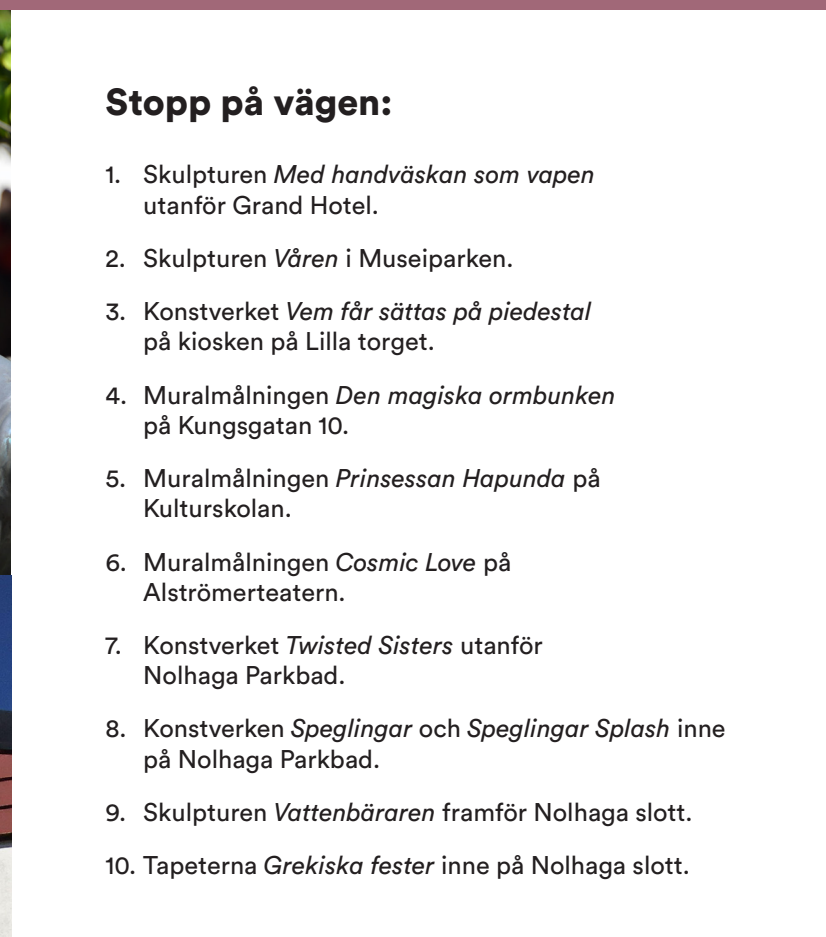 Stopp på vägen:
1. Skulpturen Med handväskan som vapen
utanför Grand Hotel.
2. Skulpturen Våren i Museiparken.
3. Konstverket Vem får sättas på piedestal
på kiosken på Lilla torget.
4. Muralmålningen Den magiska ormbunken
på Kungsgatan 10.
5. Muralmålningen Prinsessan Hapunda på
Kulturskolan.
6. Muralmålningen Cosmic Love på
Alströmerteatern.
7. Konstverket Twisted Sisters utanför
Nolhaga Parkbad.
8. Konstverken Speglingar och Speglingar Splash inne
på Nolhaga Parkbad.
9. Skulpturen Vattenbäraren framför Nolhaga slott.
10. Tapeterna Grekiska fester inne på Nolhaga slott.